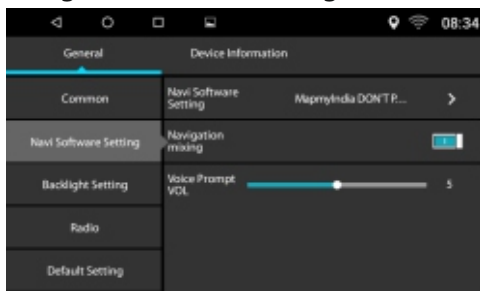 08:34
General
Device Information
Common
Navi Software
Setting
MapmyIndia DON'T P....
Navi Software Setting
Navigation
mixing
Backlight Setting
Voice Prompt
VOL
5
Radio
Default Setting